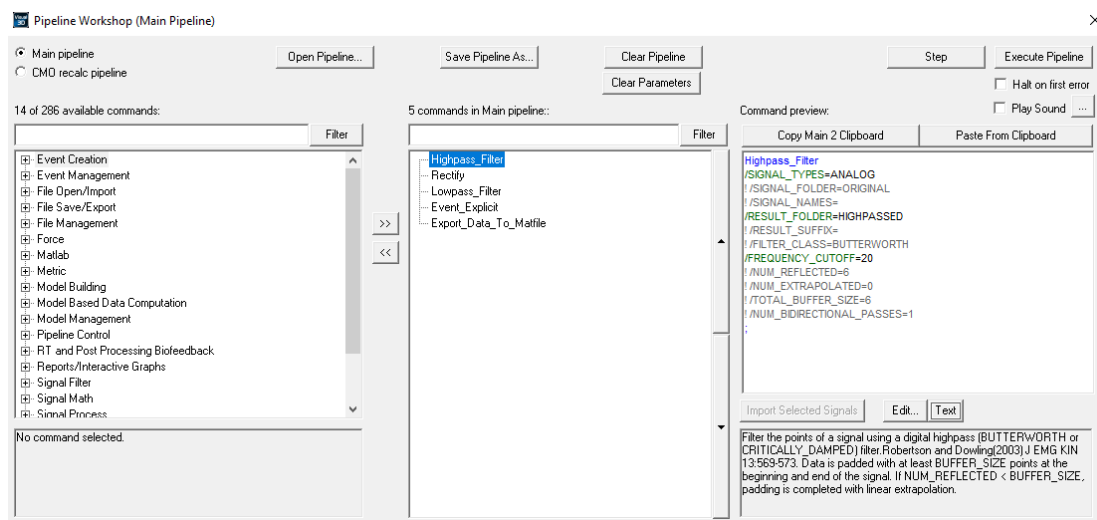 Visual 3D Pipeline Workshop (Main Pipeline)
Main pipeline
CMO recalc pipeline
Open Pipeline...
Save Pipeline As...
Clear Pipeline
Clear Parameters
Step
Execute Pipeline
Halt on first error
Play Sound ...
14 of 286 available commands:
Filter
Event Creation
Event Management
File Open/Import
File Save/Export
File Management
Force
Matlab
Metric
Model Building
Model Based Data Computation
Model Management
Pipeline Control
RT and Post Processing Biofeedback
Reports/Interactive Graphs
Signal Filter
Signal Math
Signal Process
No command selected.
>>
<<
5 commands in Main pipeline::
Filter
Highpass_Filter
Rectify
Lowpass_Filter
Event_Explicit
Export_Data_To_Matfile
Command preview:
Copy Main 2 Clipboard
Paste From Clipboard
Highpass_Filter
/SIGNAL_TYPES=ANALOG
! /SIGNAL_FOLDER=ORIGINAL
! /SIGNAL_NAMES=
/RESULT_FOLDER=HIGHPASSED
! /RESULT_SUFFIX=
! /FILTER_CLASS=BUTTERWORTH
/FREQUENCY_CUTOFF=20
! /NUM_REFLECTED=6
! /NUM_EXTRAPOLATED=0
! /TOTAL_BUFFER_SIZE=6
! /NUM_BIDIRECTIONAL_PASSES=1
;
Import Selected Signals
Edit...
Text
Filter the points of a signal using a digital highpass (BUTTERWORTH or
CRITICALLY_DAMPED) filter.Robertson and Dowling(2003) J EMG KIN
13:569-573. Data is padded with at least BUFFER_SIZE points at the
beginning and end of the signal. If NUM_REFLECTED < BUFFER_SIZE,
padding is completed with linear extrapolation.